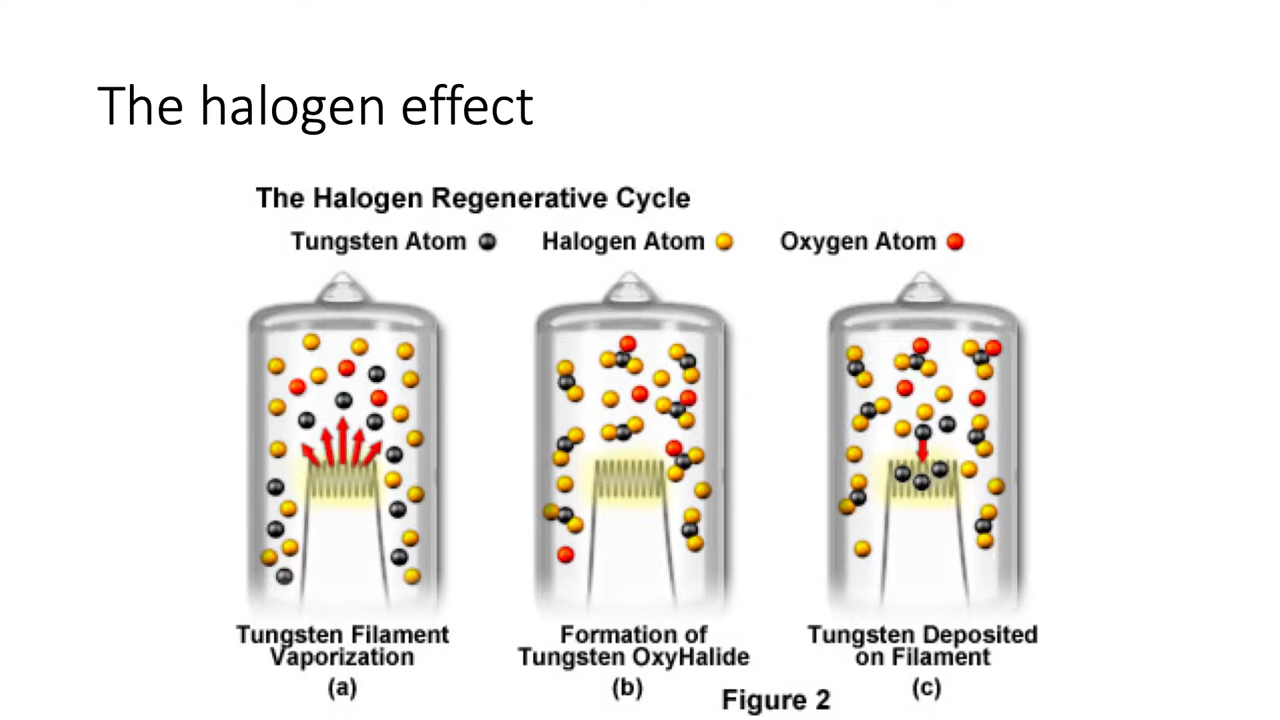 The halogen effect
The Halogen Regenerative Cycle
Tungsten Atom Halogen Atom Oxygen Atom
Tungsten Filament
Vaporization
(a)
Formation of
Tungsten OxyHalide
(b)
Tungsten Deposited
on Filament
(c)
Figure 2